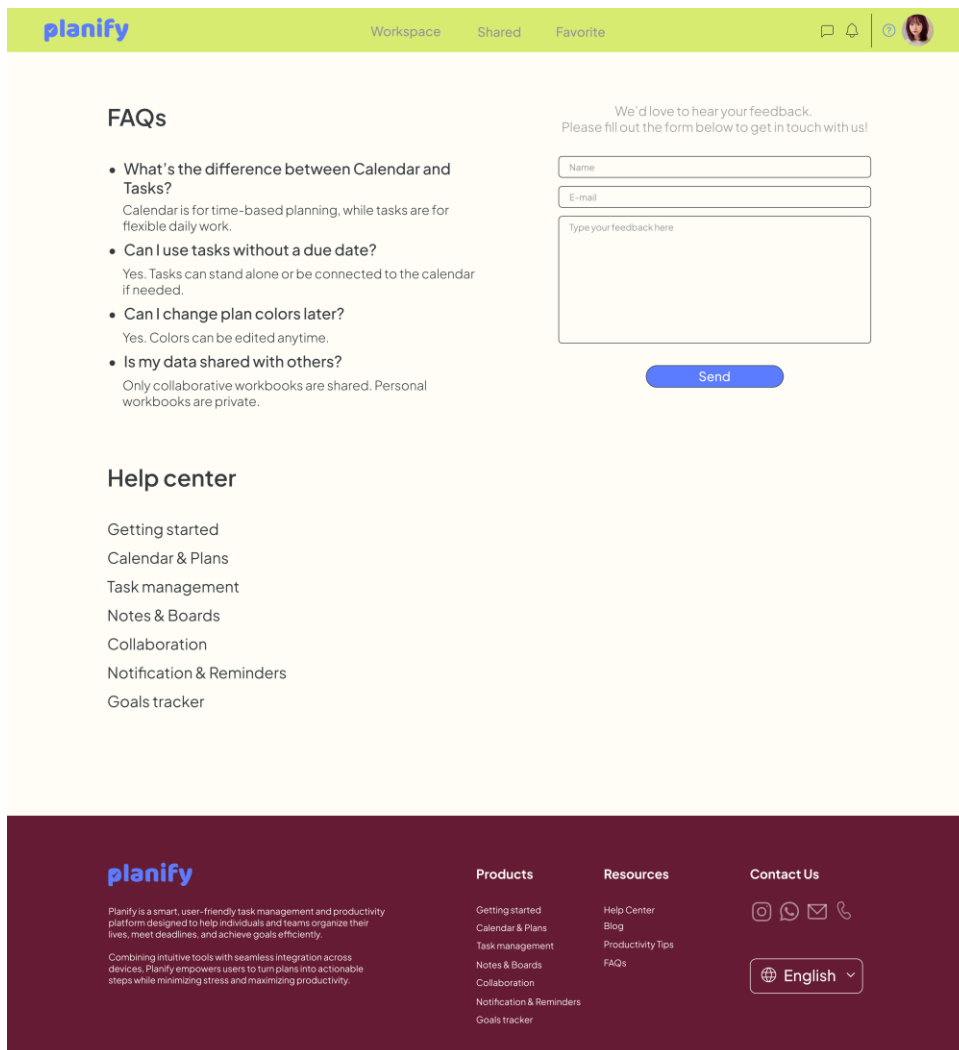 planify
Workspace
Shared
Favorite
FAQs
• What's the difference between Calendar and
Tasks?
Calendar is for time-based planning, while tasks are for
flexible daily work.
• Can I use tasks without a due date?
Yes. Tasks can stand alone or be connected to the calendar
if needed.
• Can I change plan colors later?
Yes. Colors can be edited anytime.
• Is my data shared with others?
Only collaborative workbooks are shared. Personal
workbooks are private.
We'd love to hear your feedback.
Please fill out the form below to get in touch with us!
Name
E-mail
Type your feedback here
Send
Help center
Getting started
Calendar & Plans
Task management
Notes & Boards
Collaboration
Notification & Reminders
Goals tracker
planify
Planify is a smart, user-friendly task management and productivity
platform designed to help individuals and teams organize their
lives, meet deadlines, and achieve goals efficiently.
Combining intuitive tools with seamless integration across
devices, Planify empowers users to turn plans into actionable
steps while minimizing stress and maximizing productivity.
Products
Getting started
Calendar & Plans
Task management
Notes & Boards
Collaboration
Notification & Reminders
Goals tracker
Resources
Help Center
Blog
Productivity Tips
FAQs
Contact Us
English